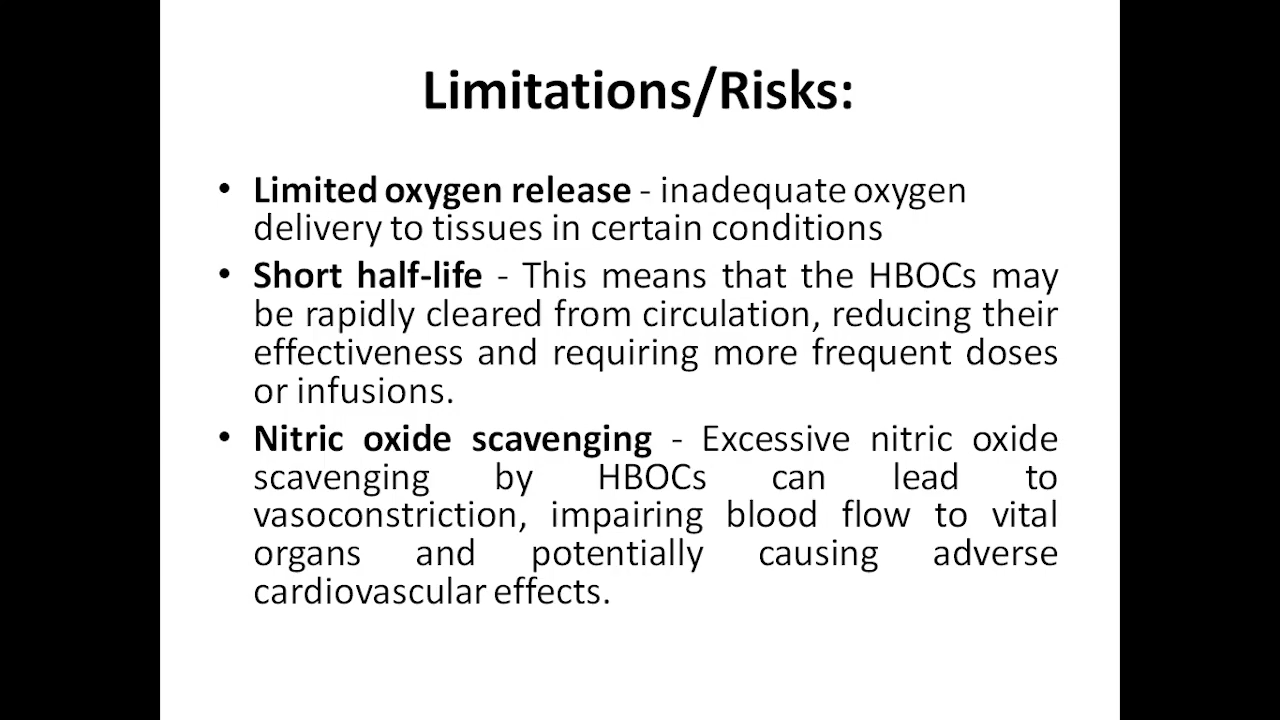 Limitations/Risks:
• Limited oxygen release - inadequate oxygen
delivery to tissues in certain conditions
• Short half-life - This means that the HBOCs may
be rapidly cleared from circulation, reducing their
effectiveness and requiring more frequent doses
or infusions.
• Nitric oxide scavenging - Excessive nitric oxide
scavenging by HBOCs can lead to
vasoconstriction, impairing blood flow to vital
organs and potentially causing adverse
cardiovascular effects.